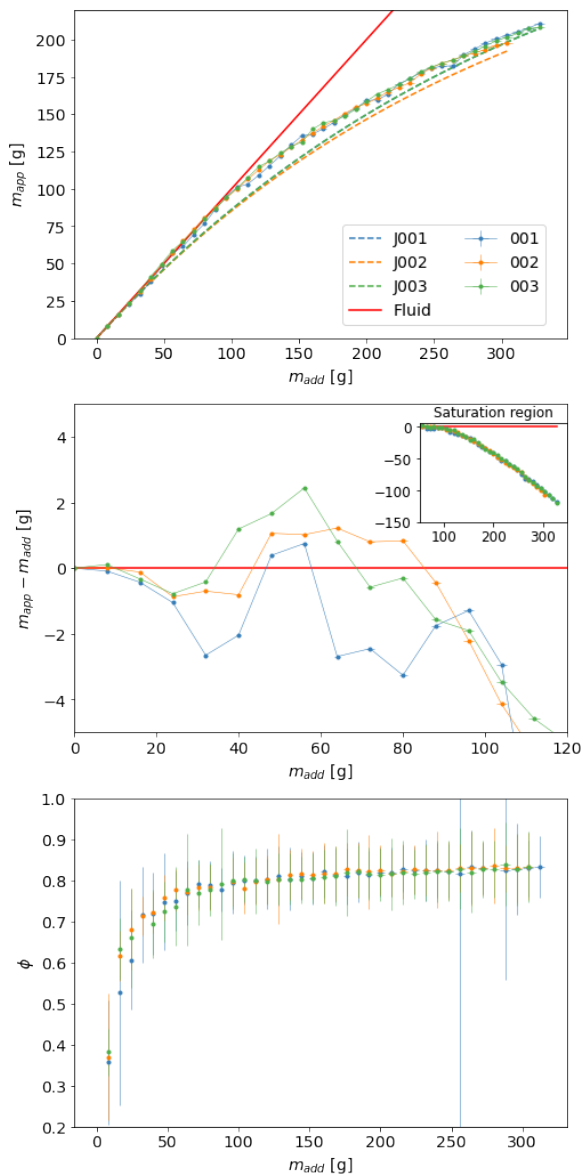 200
175
150
125
100
75
50
25
0
m_app [g]
J001 001
J002 002
J003 003
Fluid
0 50 100 150 200 250 300
m_add [g]
4
2
0
−2
−4
m_app − m_add [g]
Saturation region
0
−50
−100
−150
100 200 300
0 20 40 60 80 100 120
m_add [g]
1.0
0.9
0.8
0.7
0.6
0.5
0.4
0.3
0.2
ϕ
0 50 100 150 200 250 300
m_add [g]